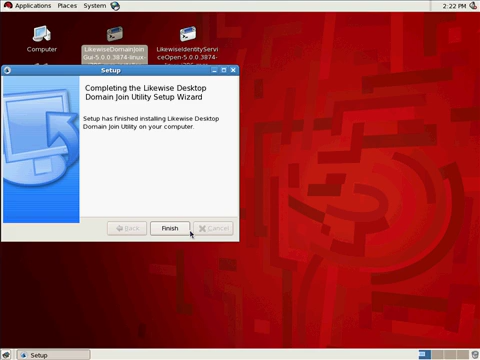 Applications Places System
2:22 PM
Computer
LikewiseDomainJoin
Gui-5.0.0.3874-linux-
LikewiseIdentityServi
ceOpen-5.0.0.3874-
Setup
Completing the Likewise Desktop
Domain Join Utility Setup Wizard
Setup has finished installing Likewise Desktop
Domain Join Utility on your computer.
Back
Finish
Cancel
Setup